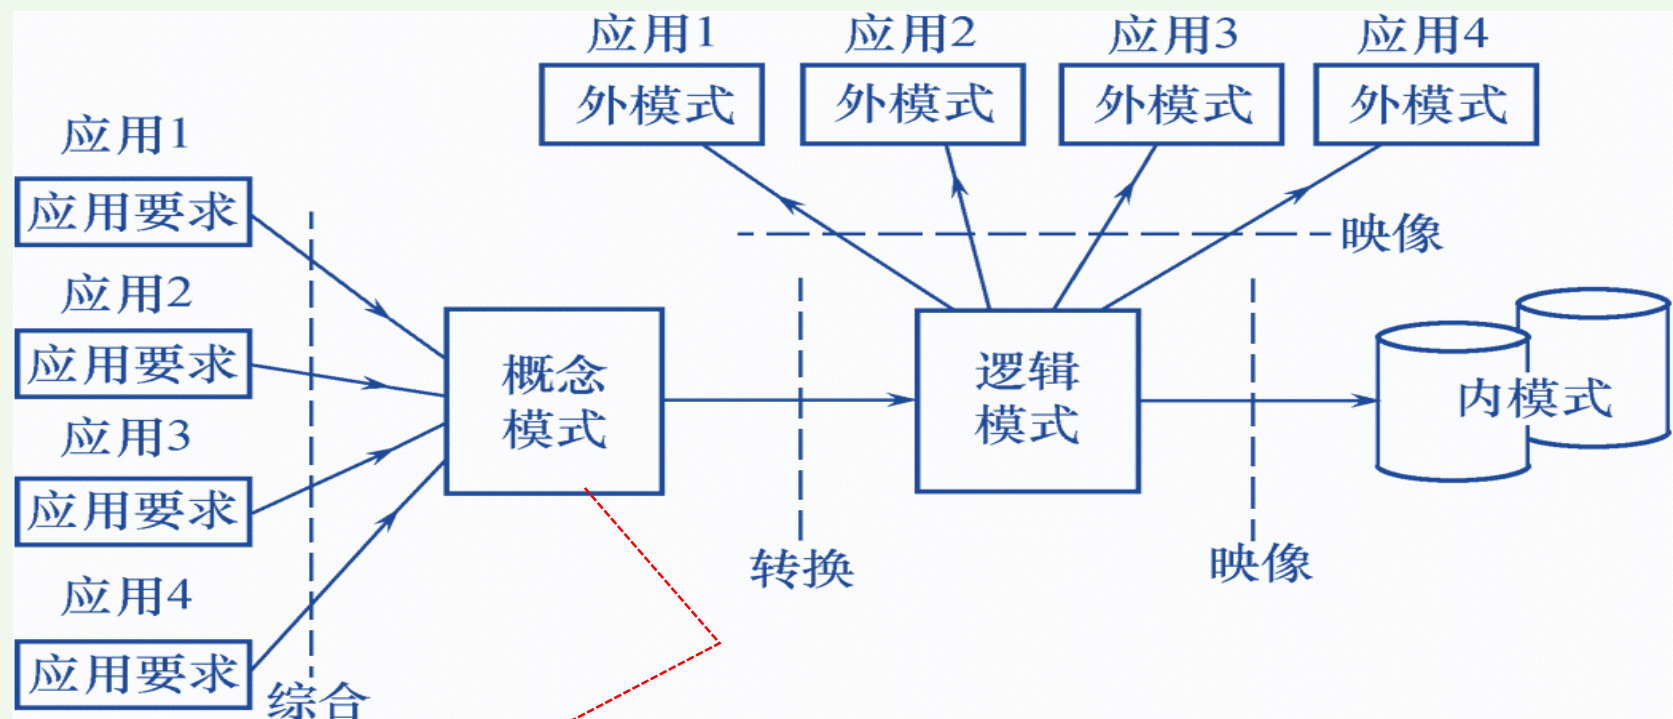 应用1
应用2
应用3
应用4
外模式
外模式
外模式
外模式
应用1
应用要求
应用2
应用要求
应用3
应用要求
应用4
应用要求
综合
概念
模式
转换
逻辑
模式
映像
映像
内模式